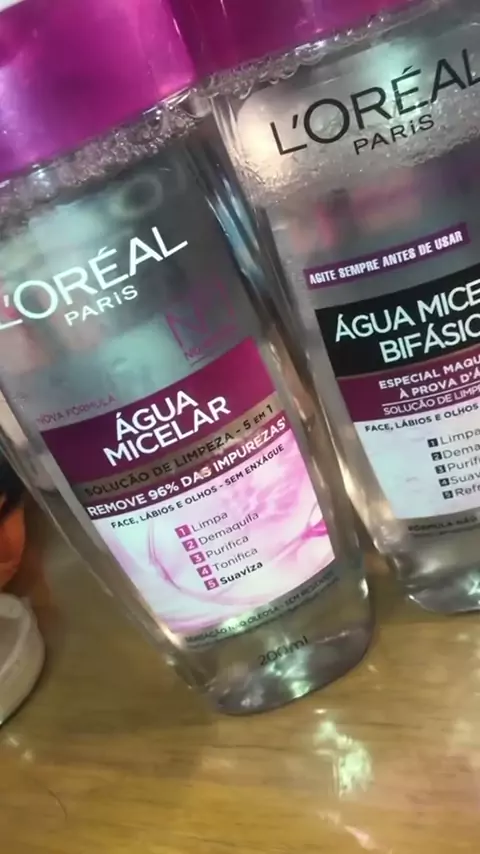 L'ORÉAL
PARIS
NOVA FÓRMULA
ÁGUA
MICELAR
SOLUÇÃO DE LIMPEZA - 5 EM 1
REMOVE 96% DAS IMPUREZAS
FACE, LÁBIOS E OLHOS - SEM ENXÁGUE
1 Limpa
2 Demaquila
3 Purifica
4 Tonifica
5 Suaviza
200ml
L'ORÉAL
PARIS
AGITE SEMPRE ANTES DE USAR
ÁGUA MICE
BIFÁSIC
ESPECIAL MAQU
À PROVA D'Á
SOLUÇÃO DE LIMP
FACE, LÁBIOS E OLHOS
1 Limpa
2 Demaq
3 Purifi
4 Suav
5 Refr
FÓRMULA NÃO